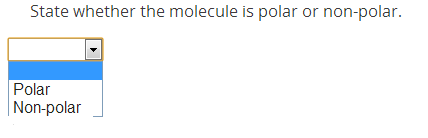 State whether the molecule is polar or non-polar.
Polar
Non-polar